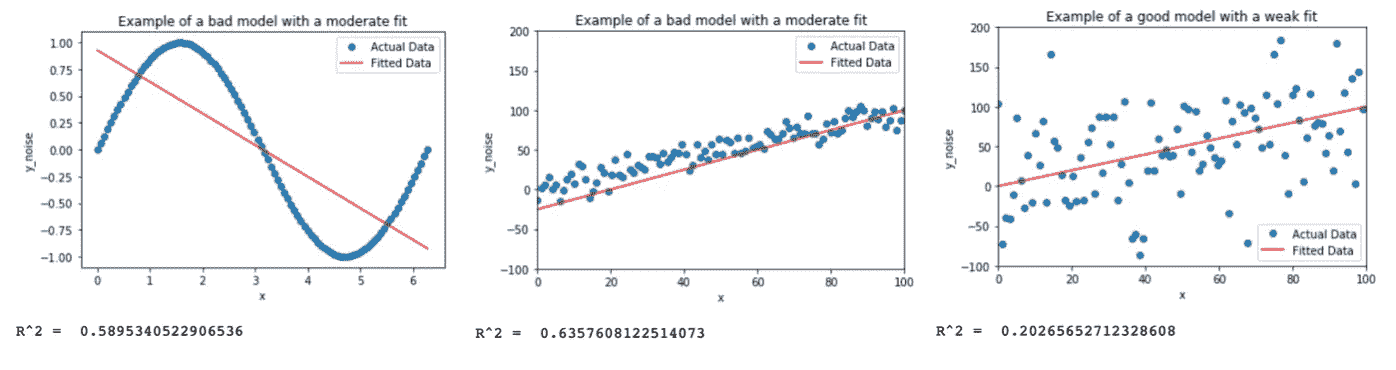 Example of a bad model with a moderate fit
Actual Data
Fitted Data
1.00
0.75
0.50
0.25
0.00
−0.25
−0.50
−0.75
−1.00
y_noise
0 1 2 3 4 5 6
x
R^2 = 0.5895340522906536
Example of a bad model with a moderate fit
Actual Data
Fitted Data
200
150
100
50
0
−50
−100
y_noise
0 20 40 60 80 100
x
R^2 = 0.6357608122514073
Example of a good model with a weak fit
200
150
100
50
0
−50
−100
y_noise
Actual Data
Fitted Data
0 20 40 60 80 100
x
R^2 = 0.20265652712328608